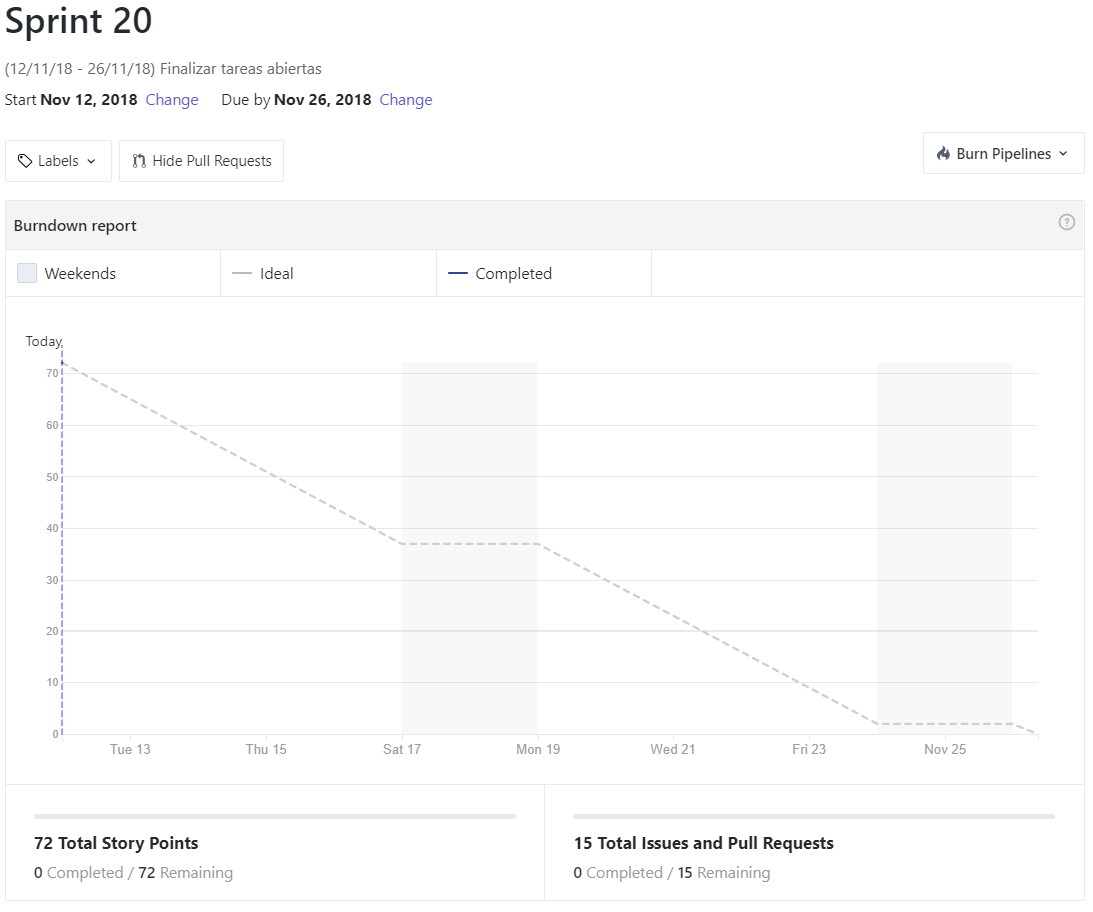 Sprint 20
(12/11/18 - 26/11/18) Finalizar tareas abiertas
Start Nov 12, 2018 Change Due by Nov 26, 2018 Change
Labels Hide Pull Requests Burn Pipelines
Burndown report ?
Weekends Ideal Completed
Today
70
60
50
40
30
20
10
0
Tue 13 Thu 15 Sat 17 Mon 19 Wed 21 Fri 23 Nov 25
72 Total Story Points 15 Total Issues and Pull Requests
0 Completed / 72 Remaining 0 Completed / 15 Remaining